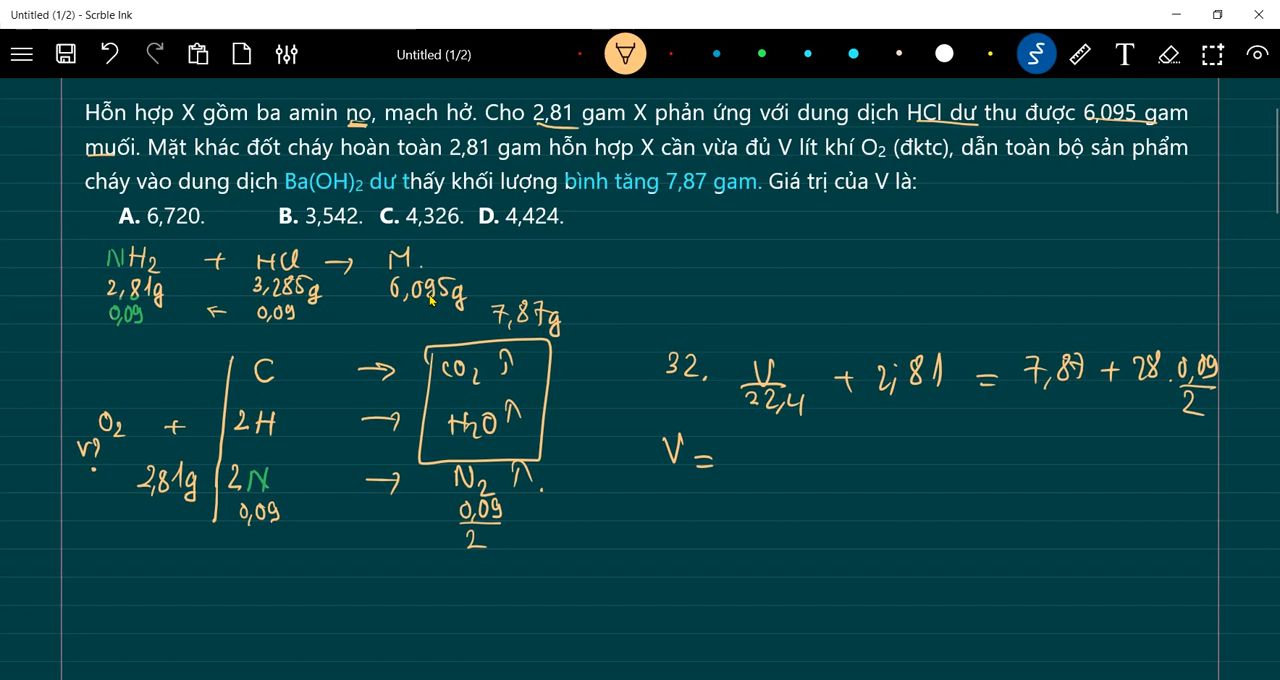 Untitled (1/2) - Scrble Ink
Untitled (1/2)
T
Hỗn hợp X gồm ba amin no, mạch hở. Cho 2,81 gam X phản ứng với dung dịch HCl dư thu được 6,095 gam
muối. Mặt khác đốt cháy hoàn toàn 2,81 gam hỗn hợp X cần vừa đủ V lít khí O₂ (đktc), dẫn toàn bộ sản phẩm
cháy vào dung dịch Ba(OH)₂ dư thấy khối lượng bình tăng 7,87 gam. Giá trị của V là:
A. 6,720. B. 3,542. C. 4,326. D. 4,424.
NH₂ + HCl → M.
2,81g 3,285g 6,095g
0,09 ← 0,09
7,87g
C → CO₂ ↑
O₂ + 2H → H₂O ↑
V?
2,81g 2N → N₂ ↑.
0,09 0,09/2
32. V/22,4 + 2,81 = 7,87 + 28. 0,09/2
V =